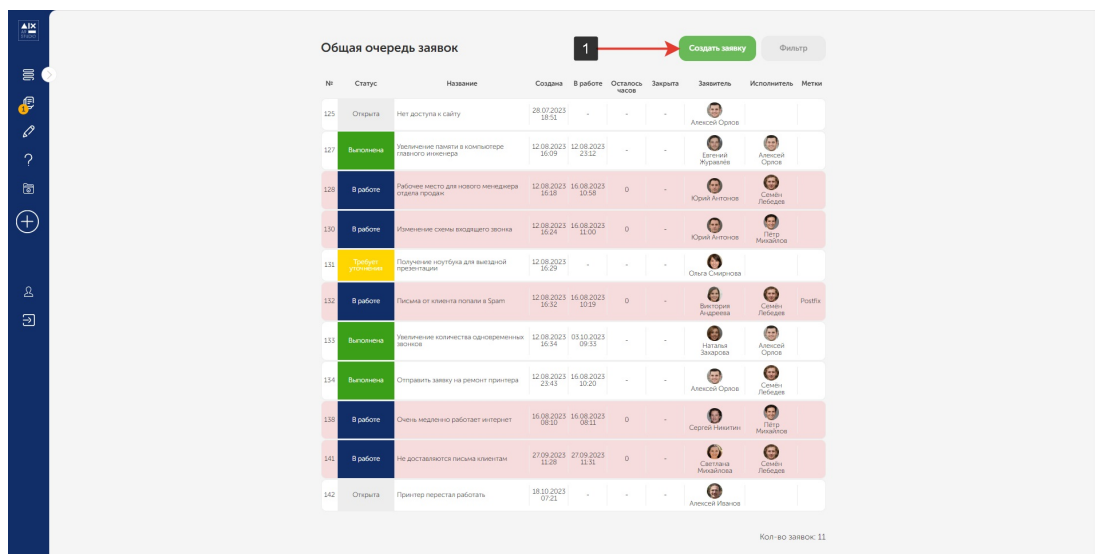 Общая очередь заявок
1
Создать заявку
Фильтр
№ Статус Название Создана В работе Осталось часов Закрыта Заявитель Исполнитель Метки
125 Открыта Нет доступа к сайту 28.07.2023 18:51 - - - Алексей Орлов
127 Выполнена Увеличение памяти в компьютере главного инженера 12.08.2023 16:09 12.08.2023 23:12 - - Евгений Журавлёв Алексей Орлов
128 В работе Рабочее место для нового менеджера отдела продаж 12.08.2023 16:18 16.08.2023 10:58 0 - Юрий Антонов Семён Лебедев
130 В работе Изменение схемы входящего звонка 12.08.2023 16:24 16.08.2023 11:00 0 - Юрий Антонов Пётр Михайлов
131 Требует уточнения Получение ноутбука для выездной презентации 12.08.2023 16:29 - - - Ольга Смирнова
132 В работе Письма от клиента попали в Spam 12.08.2023 16:32 16.08.2023 10:19 0 - Виктория Андреева Семён Лебедев Postfix
133 Выполнена Увеличение количества одновременных звонков 12.08.2023 16:34 03.10.2023 09:33 - - Наталья Захарова Алексей Орлов
134 Выполнена Отправить заявку на ремонт принтера 12.08.2023 23:43 16.08.2023 10:20 - - Алексей Орлов Семён Лебедев
138 В работе Очень медленно работает интернет 16.08.2023 08:10 16.08.2023 08:11 0 - Сергей Никитин Пётр Михайлов
141 В работе Не доставляются письма клиентам 27.09.2023 11:28 27.09.2023 11:31 0 - Светлана Михайлова Семён Лебедев
142 Открыта Принтер перестал работать 18.10.2023 07:21 - - - Алексей Иванов
Кол-во заявок: 11
1